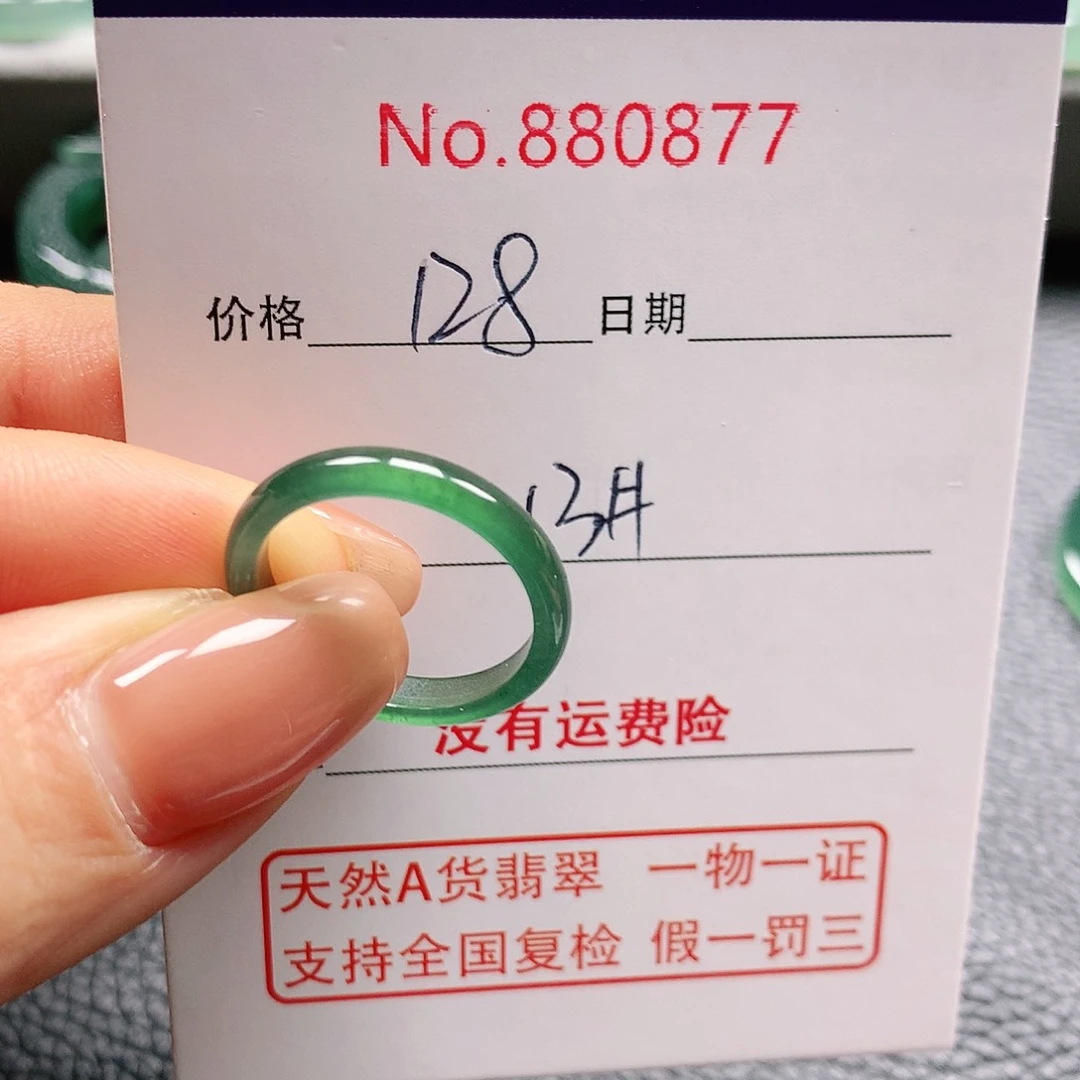 No.880877
价格 128 日期
13#
没有运费险
天然A货翡翠 一物一证
支持全国复检 假一罚三